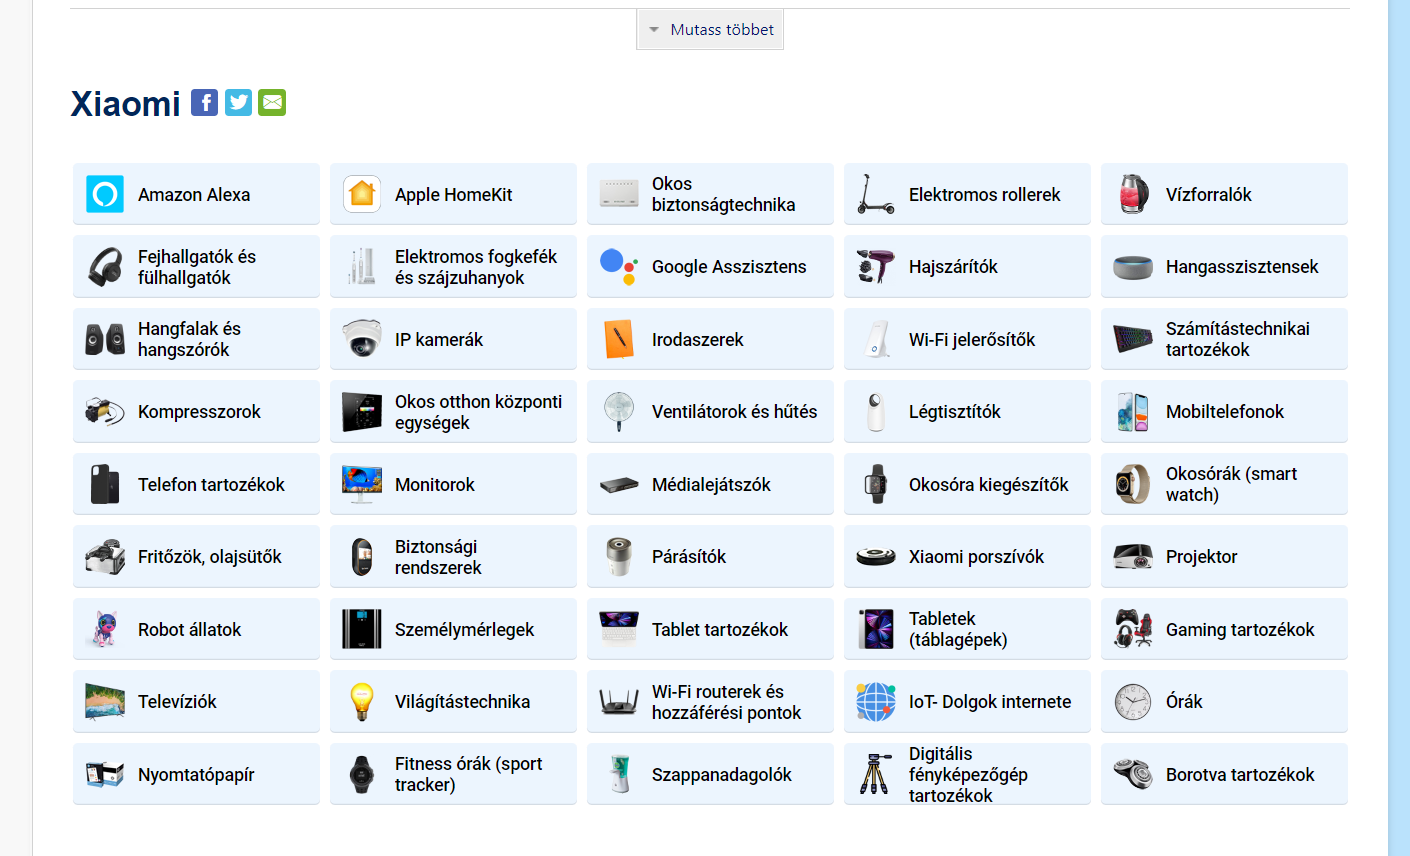 Mutass többet
Xiaomi
Amazon Alexa
Apple HomeKit
Okos
biztonságtechnika
Elektromos rollerek
Vízforralók
Fejhallgatók és
fülhallgatók
Elektromos fogkefék
és szájzuhanyok
Google Asszisztens
Hajszárítók
Hangasszisztensek
Hangfalak és
hangszórók
IP kamerák
Irodaszerek
Wi-Fi jelerősítők
Számítástechnikai
tartozékok
Kompresszorok
Okos otthon központi
egységek
Ventilátorok és hűtés
Légtisztítók
Mobiltelefonok
Telefon tartozékok
Monitorok
Médialejátszók
Okosóra kiegészítők
Okosórák (smart
watch)
Fritőzök, olajsütők
Biztonsági
rendszerek
Párásítók
Xiaomi porszívók
Projektor
Robot állatok
Személymérlegek
Tablet tartozékok
Tabletek
(táblagépek)
Gaming tartozékok
Televíziók
Világítástechnika
Wi-Fi routerek és
hozzáférési pontok
IoT- Dolgok internete
Órák
Nyomtatópapír
Fitness órák (sport
tracker)
Szappanadagolók
Digitális
fényképezőgép
tartozékok
Borotva tartozékok